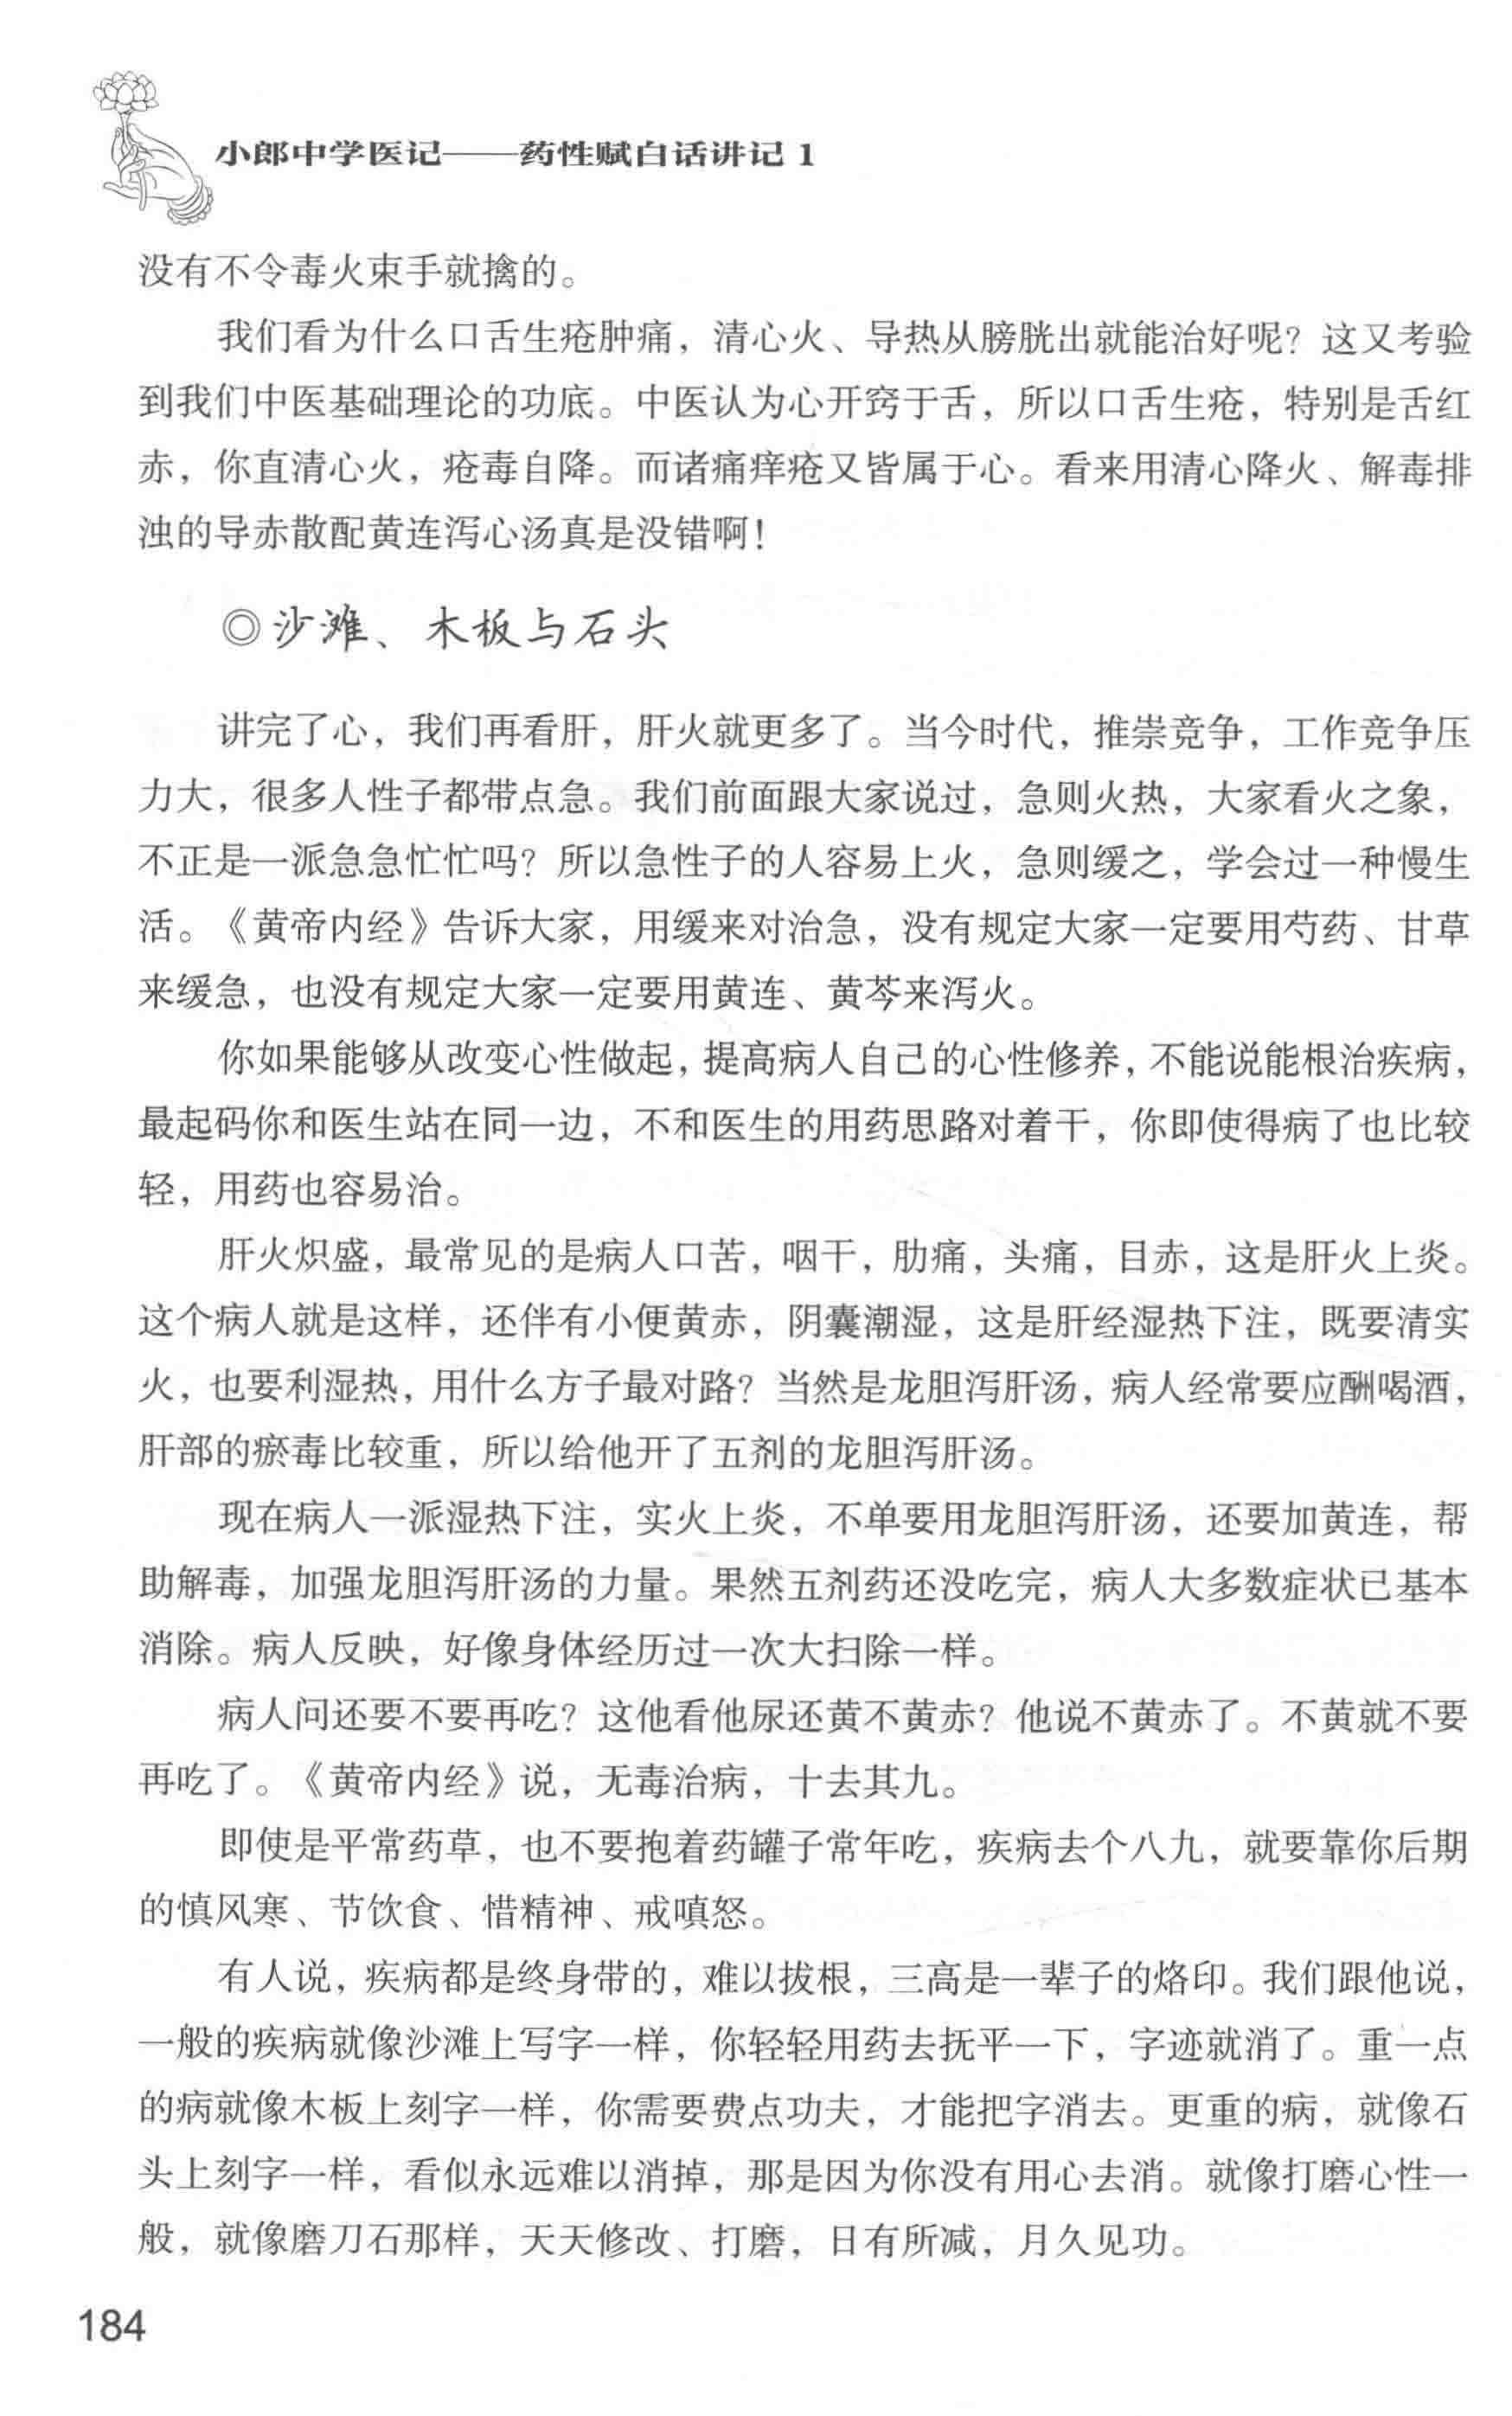 小郎中学医记——药性赋白话讲记 1
没有不令毒火束手就擒的。
我们看为什么口舌生疮肿痛，清心火、导热从膀胱出就能治好呢？这又考验
到我们中医基础理论的功底。中医认为心开窍于舌，所以口舌生疮，特别是舌红
赤，你直清心火，疮毒自降。而诸痛痒疮又皆属于心。看来用清心降火、解毒排
浊的导赤散配黄连泻心汤真是没错啊！
◎沙滩、木板与石头
讲完了心，我们再看肝，肝火就更多了。当今时代，推崇竞争，工作竞争压
力大，很多人性子都带点急。我们前面跟大家说过，急则火热，大家看火之象，
不正是一派急急忙忙吗？所以急性子的人容易上火，急则缓之，学会过一种慢生
活。《黄帝内经》告诉大家，用缓来对治急，没有规定大家一定要用芍药、甘草
来缓急，也没有规定大家一定要用黄连、黄芩来泻火。
你如果能够从改变心性做起，提高病人自己的心性修养，不能说能根治疾病，
最起码你和医生站在同一边，不和医生的用药思路对着干，你即使得病了也比较
轻，用药也容易治。
肝火炽盛，最常见的是病人口苦，咽干，肋痛，头痛，目赤，这是肝火上炎。
这个病人就是这样，还伴有小便黄赤，阴囊潮湿，这是肝经湿热下注，既要清实
火，也要利湿热，用什么方子最对路？当然是龙胆泻肝汤，病人经常要应酬喝酒，
肝部的瘀毒比较重，所以给他开了五剂的龙胆泻肝汤。
现在病人一派湿热下注，实火上炎，不单要用龙胆泻肝汤，还要加黄连，帮
助解毒，加强龙胆泻肝汤的力量。果然五剂药还没吃完，病人大多数症状已基本
消除。病人反映，好像身体经历过一次大扫除一样。
病人问还要不要再吃？这他看他尿还黄不黄赤？他说不黄赤了。不黄就不要
再吃了。《黄帝内经》说，无毒治病，十去其九。
即使是平常药草，也不要抱着药罐子常年吃，疾病去个八九，就要靠你后期
的慎风寒、节饮食、惜精神、戒嗔怒。
有人说，疾病都是终身带的，难以拔根，三高是一辈子的烙印。我们跟他说，
一般的疾病就像沙滩上写字一样，你轻轻用药去抚平一下，字迹就消了。重一点
的病就像木板上刻字一样，你需要费点功夫，才能把字消去。更重的病，就像石
头上刻字一样，看似永远难以消掉，那是因为你没有用心去消。就像打磨心性一
般，就像磨刀石那样，天天修改、打磨，日有所减，月久见功。
184